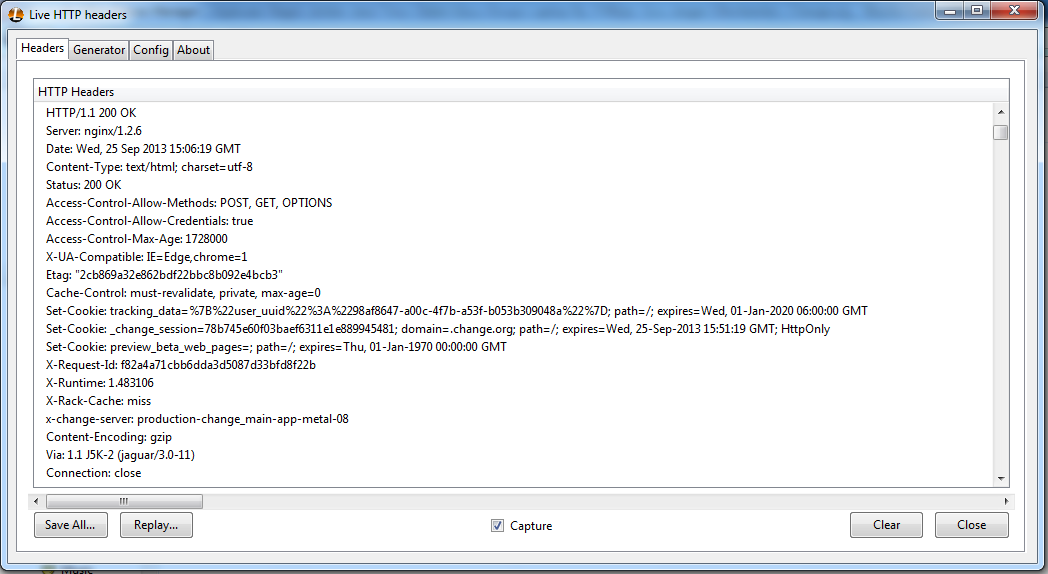 Live HTTP headers
Headers Generator Config About
HTTP Headers
HTTP/1.1 200 OK
Server: nginx/1.2.6
Date: Wed, 25 Sep 2013 15:06:19 GMT
Content-Type: text/html; charset=utf-8
Status: 200 OK
Access-Control-Allow-Methods: POST, GET, OPTIONS
Access-Control-Allow-Credentials: true
Access-Control-Max-Age: 1728000
X-UA-Compatible: IE=Edge,chrome=1
Etag: "2cb869a32e862bdf22bbc8b092e4bcb3"
Cache-Control: must-revalidate, private, max-age=0
Set-Cookie: tracking_data=%7B%22user_uuid%22%3A%2298af8647-a00c-4f7b-a53f-b053b309048a%22%7D; path=/; expires=Wed, 01-Jan-2020 06:00:00 GMT
Set-Cookie: _change_session=78b745e60f03baef6311e1e889945481; domain=.change.org; path=/; expires=Wed, 25-Sep-2013 15:51:19 GMT; HttpOnly
Set-Cookie: preview_beta_web_pages=; path=/; expires=Thu, 01-Jan-1970 00:00:00 GMT
X-Request-Id: f82a4a71cbb6dda3d5087d33bfd8f22b
X-Runtime: 1.483106
X-Rack-Cache: miss
x-change-server: production-change_main-app-metal-08
Content-Encoding: gzip
Via: 1.1 J5K-2 (jaguar/3.0-11)
Connection: close
Save All... Replay... Capture Clear Close